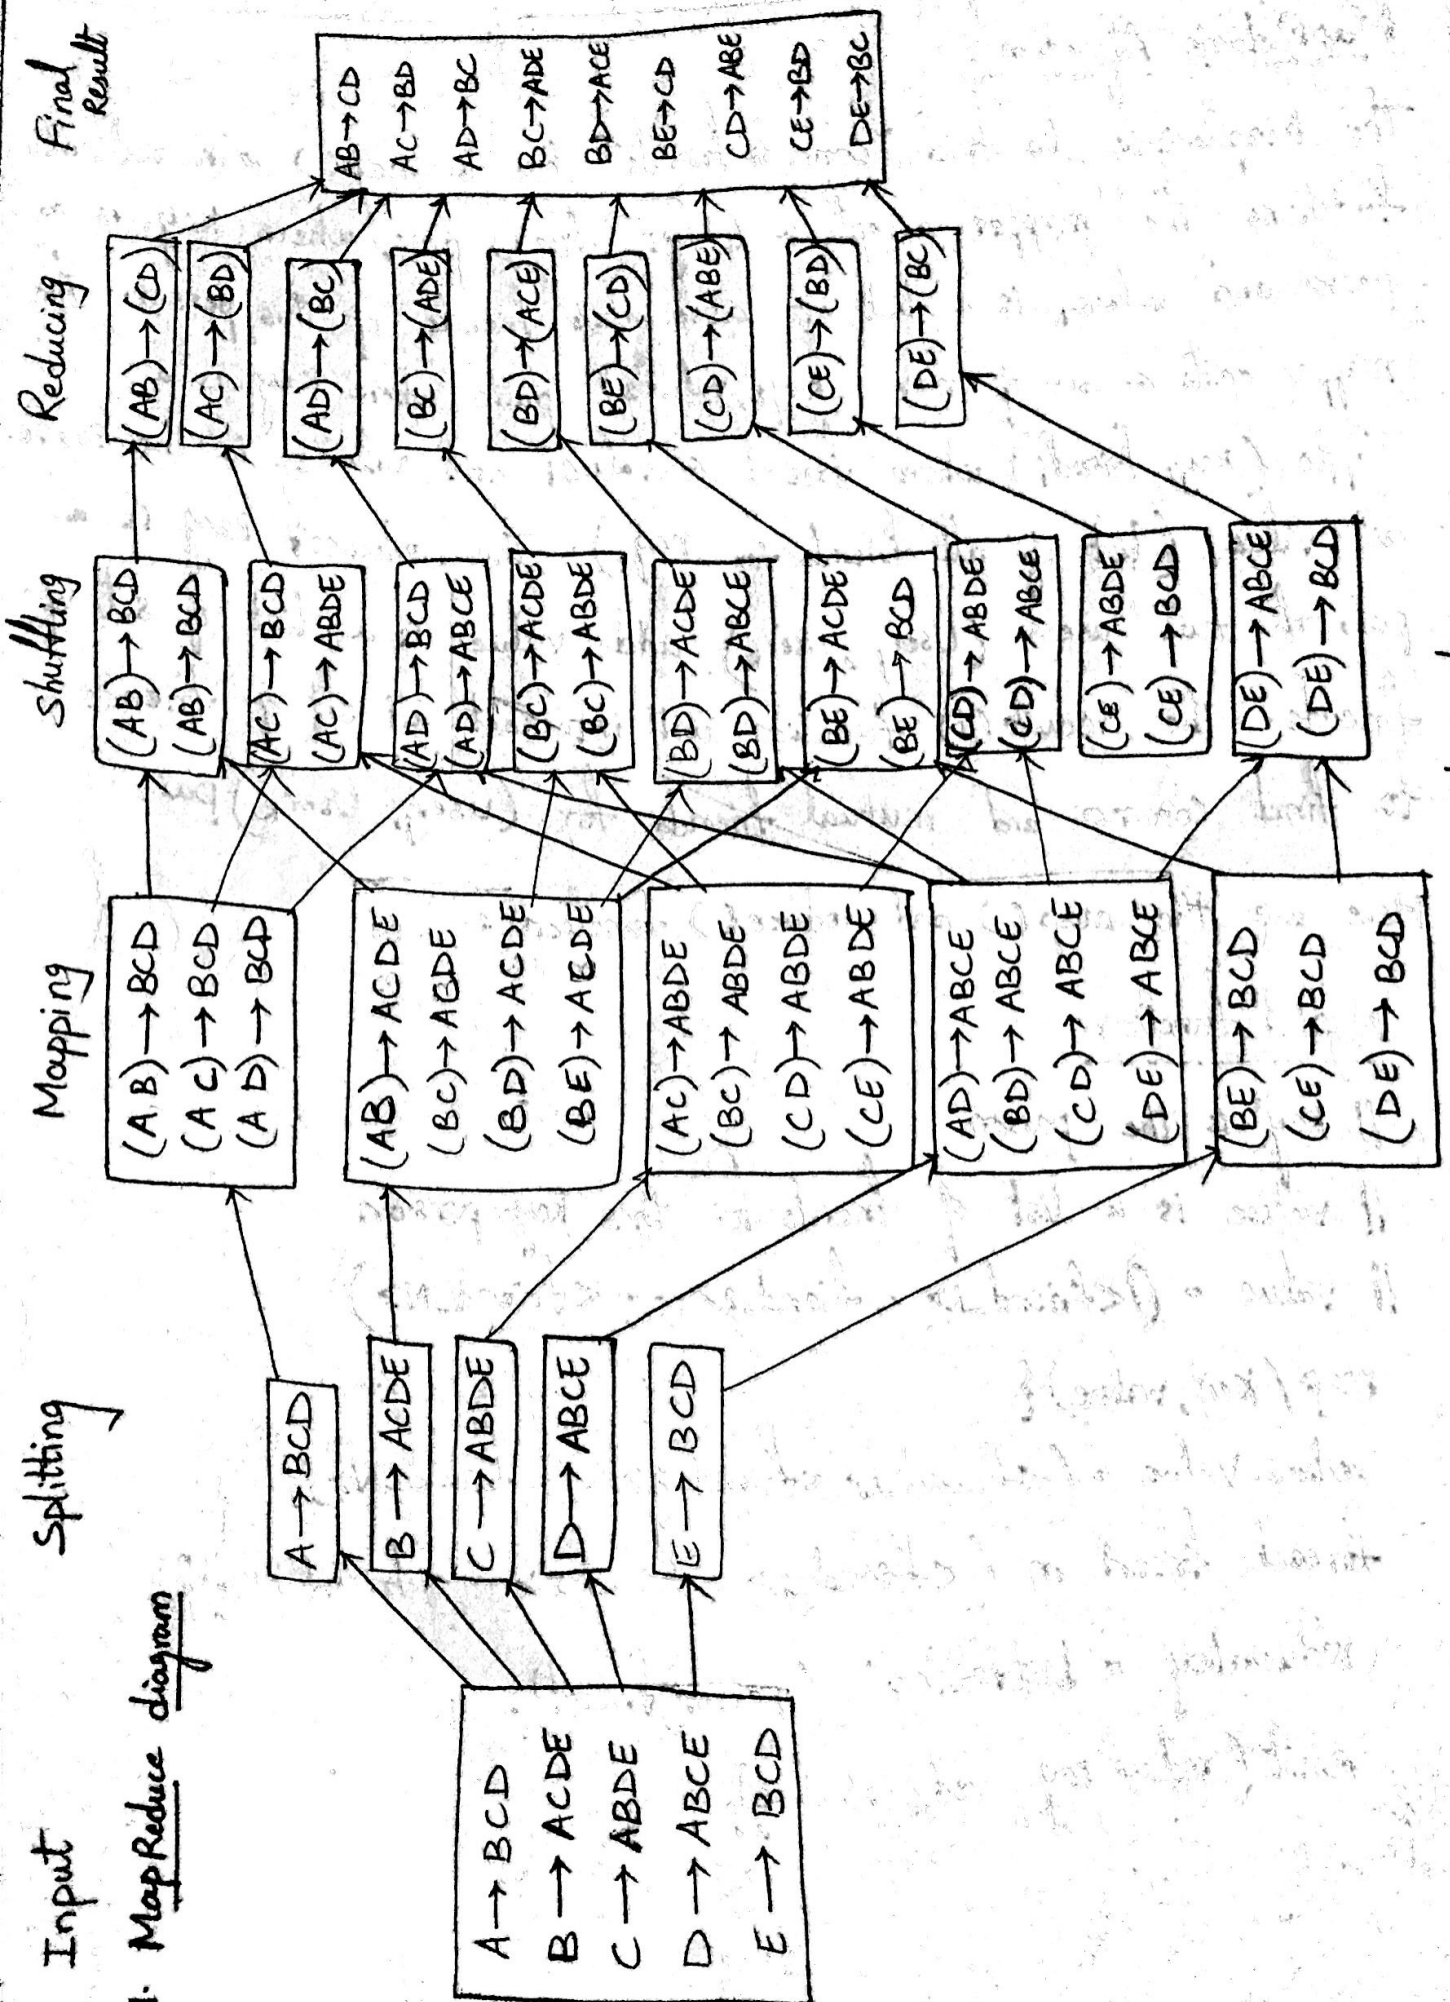 Input
Splitting
Mapping
Shuffling
Reducing
Final
Result
1. MapReduce diagram
A→BCD
B→ACDE
C→ABDE
D→ABCE
E→BCD
A→BCD
B→ACDE
C→ABDE
D→ABCE
E→BCD
(AB)→BCD
(AC)→BCD
(AD)→BCD
(AB)→ACDE
(BC)→ACDE
(BD)→ACDE
(BE)→ACDE
(AC)→ABDE
(BC)→ABDE
(CD)→ABDE
(CE)→ABDE
(AD)→ABCE
(BD)→ABCE
(CD)→ABCE
(DE)→ABCE
(BE)→BCD
(CE)→BCD
(DE)→BCD
(AB)→BCD
(AB)→BCD
(AC)→BCD
(AC)→ABDE
(AD)→BCD
(AD)→ABCE
(BC)→ACDE
(BC)→ABDE
(BD)→ACDE
(BD)→ABCE
(BE)→ACDE
(BE)→BCD
(CD)→ABDE
(CD)→ABCE
(CE)→ABDE
(CE)→BCD
(DE)→ABCE
(DE)→BCD
(AB)→(CD)
(AC)→(BD)
(AD)→(BC)
(BC)→(ADE)
(BD)→(ACE)
(BE)→(CD)
(CD)→(ABE)
(CE)→(BD)
(DE)→(BC)
AB→CD
AC→BD
AD→BC
BC→ADE
BD→ACE
BE→CD
CD→ABE
CE→BD
DE→BC